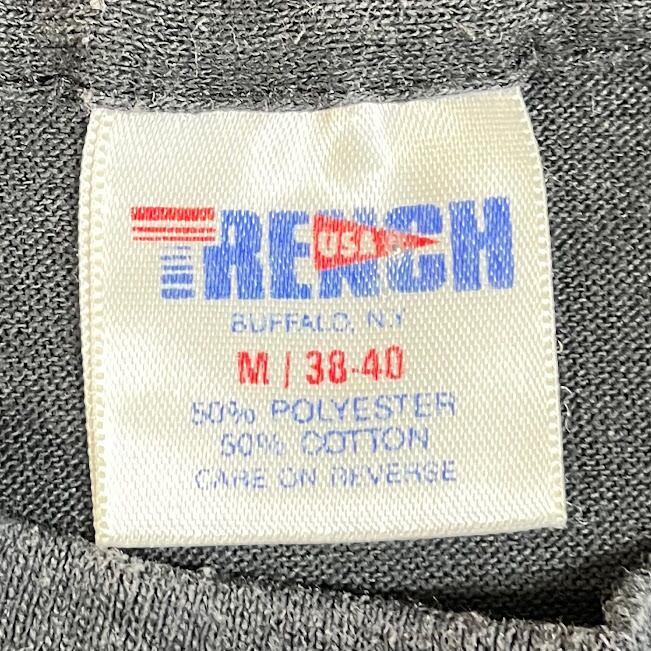 TRENCH
USA
BUFFALO, N.Y
M / 38-40
50% POLYESTER
50% COTTON
CARE ON REVERSE